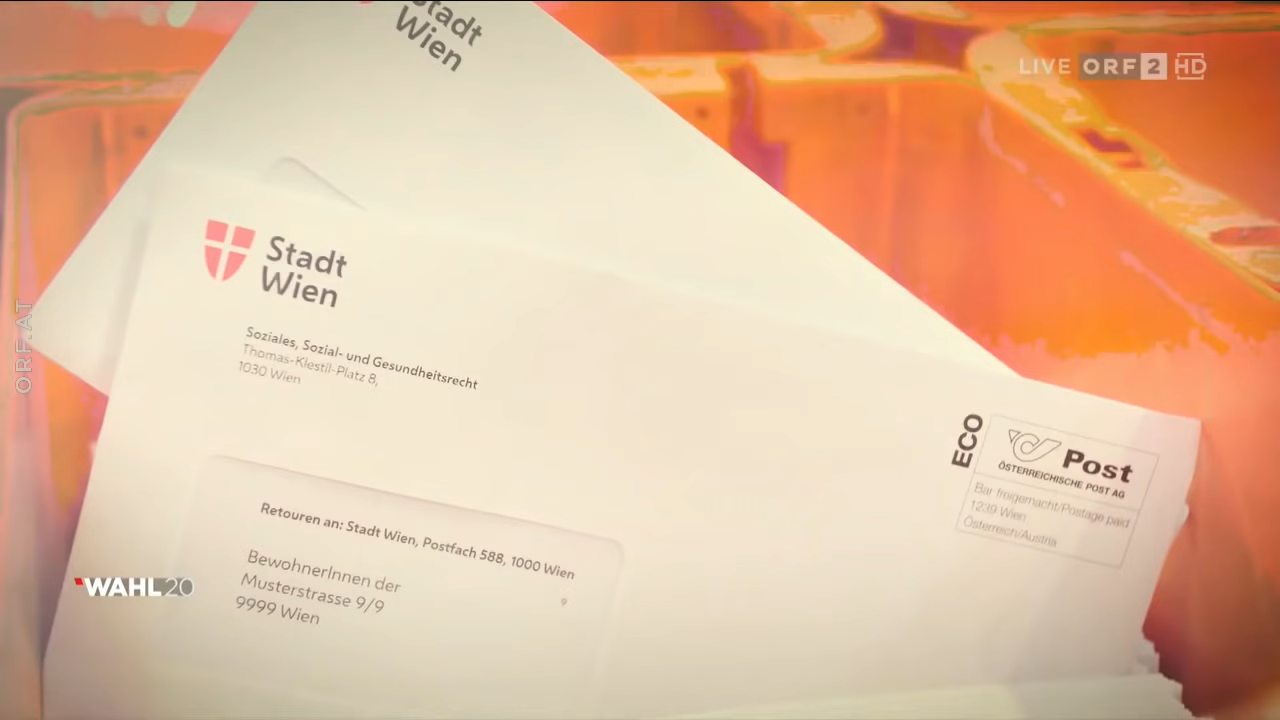 Stadt
Wien
LIVE ORF 2 HD
Stadt
Wien
Soziales, Sozial- und Gesundheitsrecht
Thomas-Klestil-Platz 8,
1030 Wien
ORF.AT
ECO
Post
ÖSTERREICHISCHE POST AG
Bar freigemacht/Postage paid
1239 Wien
Österreich/Austria
Retouren an: Stadt Wien, Postfach 588, 1000 Wien
BewohnerInnen der
Musterstrasse 9/9
9999 Wien
9
WAHL 20